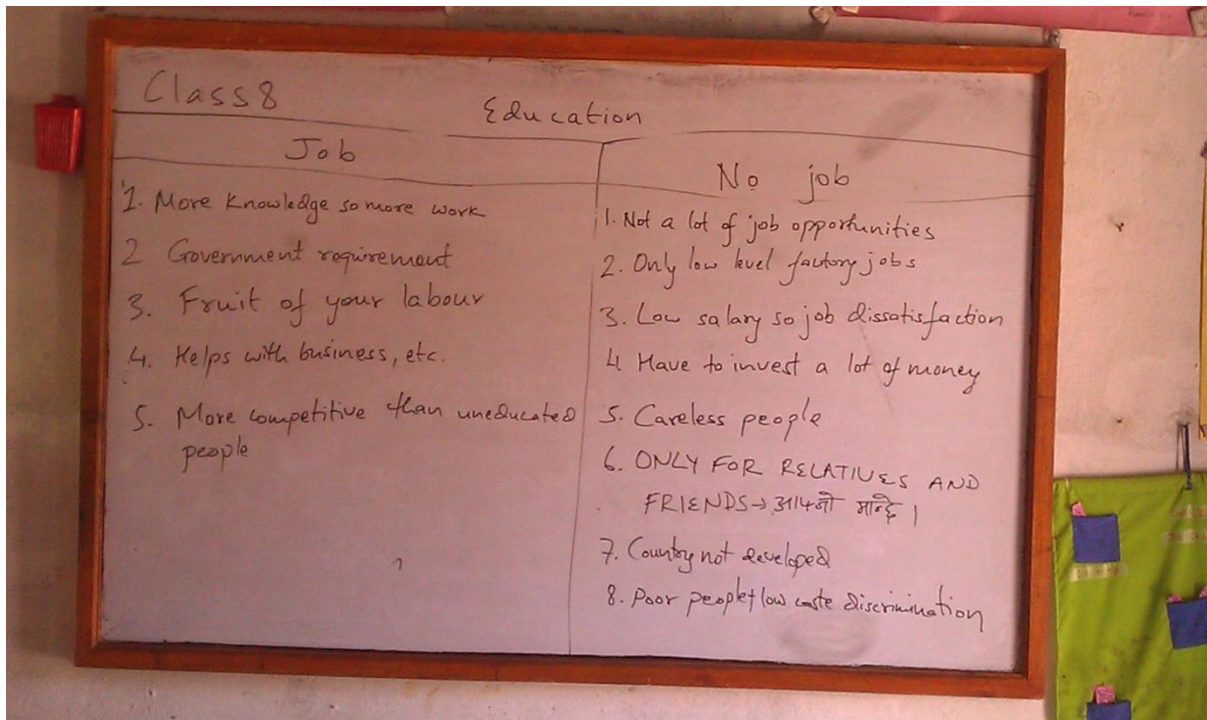 Class 8
Education
Job
1. More knowledge so more work
2 Government requirement
3. Fruit of your labour
4. Helps with business, etc.
5. More competitive than uneducated
people
No job
1. Not a lot of job opportunities
2. Only low level factory jobs
3. Low salary so job dissatisfaction
4. Have to invest a lot of money
5. Careless people
6. ONLY FOR RELATIVES AND
FRIENDS → आफ्नो मान्छे।
7. Country not developed
8. Poor people + low caste discrimination